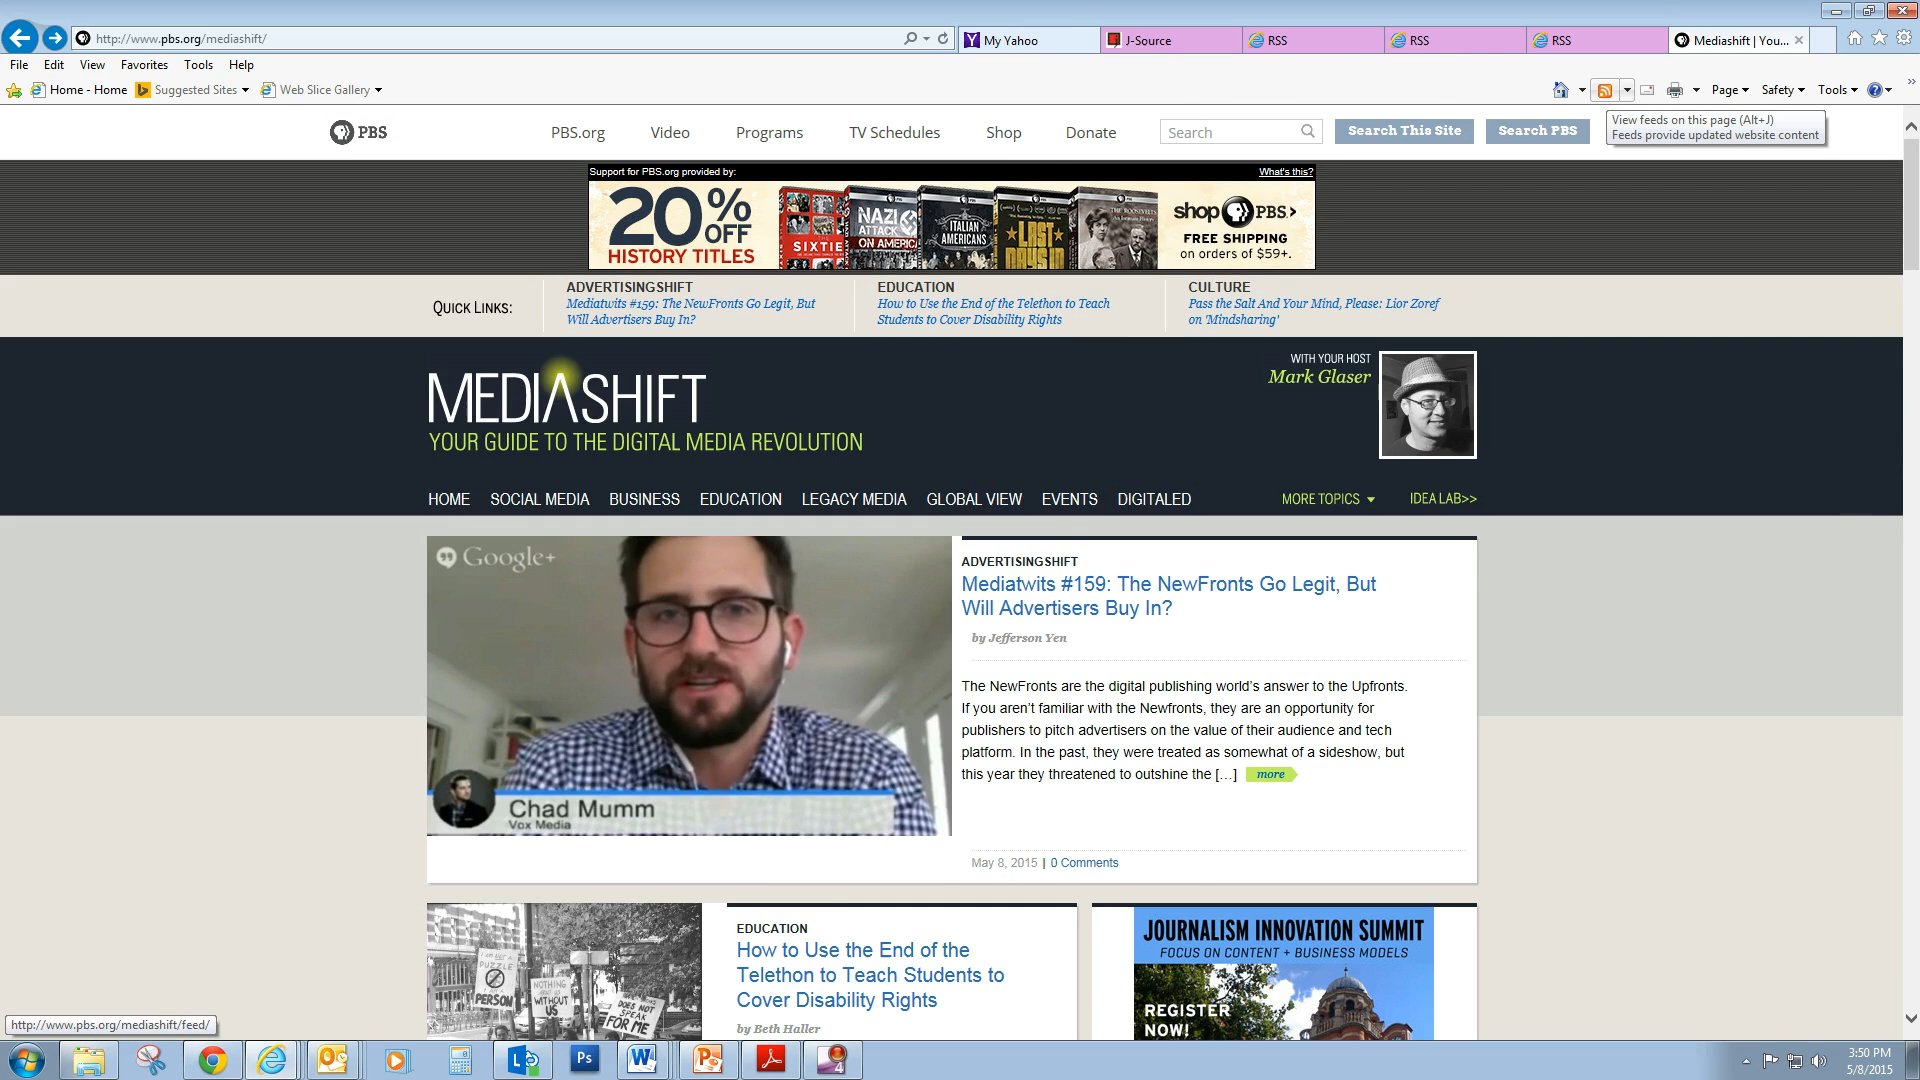 http://www.pbs.org/mediashift/
My Yahoo
J-Source
RSS
RSS
RSS
Mediashift | You...
File Edit View Favorites Tools Help
Home - Home Suggested Sites Web Slice Gallery
Page Safety Tools
View feeds on this page (Alt+J)
Feeds provide updated website content
PBS
PBS.org Video Programs TV Schedules Shop Donate
Search
Search This Site
Search PBS
Support for PBS.org provided by:
What's this?
20% OFF
HISTORY TITLES
THE SIXTIE
NAZI ATTACK ON AMERICA
ITALIAN AMERICANS
LAST DAYS IN
THE ROOSEVELTS
shop PBS
FREE SHIPPING
on orders of $59+.
QUICK LINKS:
ADVERTISINGSHIFT
Mediatwits #159: The NewFronts Go Legit, But
Will Advertisers Buy In?
EDUCATION
How to Use the End of the Telethon to Teach
Students to Cover Disability Rights
CULTURE
Pass the Salt And Your Mind, Please: Lior Zoref
on 'Mindsharing'
MEDIASHIFT
YOUR GUIDE TO THE DIGITAL MEDIA REVOLUTION
WITH YOUR HOST
Mark Glaser
HOME SOCIAL MEDIA BUSINESS EDUCATION LEGACY MEDIA GLOBAL VIEW EVENTS DIGITALED
MORE TOPICS
IDEA LAB>>
Google+
Chad Mumm
Vox Media
ADVERTISINGSHIFT
Mediatwits #159: The NewFronts Go Legit, But
Will Advertisers Buy In?
by Jefferson Yen
The NewFronts are the digital publishing world’s answer to the Upfronts.
If you aren’t familiar with the Newfronts, they are an opportunity for
publishers to pitch advertisers on the value of their audience and tech
platform. In the past, they were treated as somewhat of a sideshow, but
this year they threatened to outshine the […] more
May 8, 2015 | 0 Comments
I AM NOT A
PUZZLE
PERSON
NOTHING
ABOUT US
WITHOUT
US
DOES NOT
SPEAK
FOR ME
EDUCATION
How to Use the End of the
Telethon to Teach Students to
Cover Disability Rights
by Beth Haller
JOURNALISM INNOVATION SUMMIT
FOCUS ON CONTENT + BUSINESS MODELS
REGISTER
NOW!
http://www.pbs.org/mediashift/feed/
3:50 PM
5/8/2015